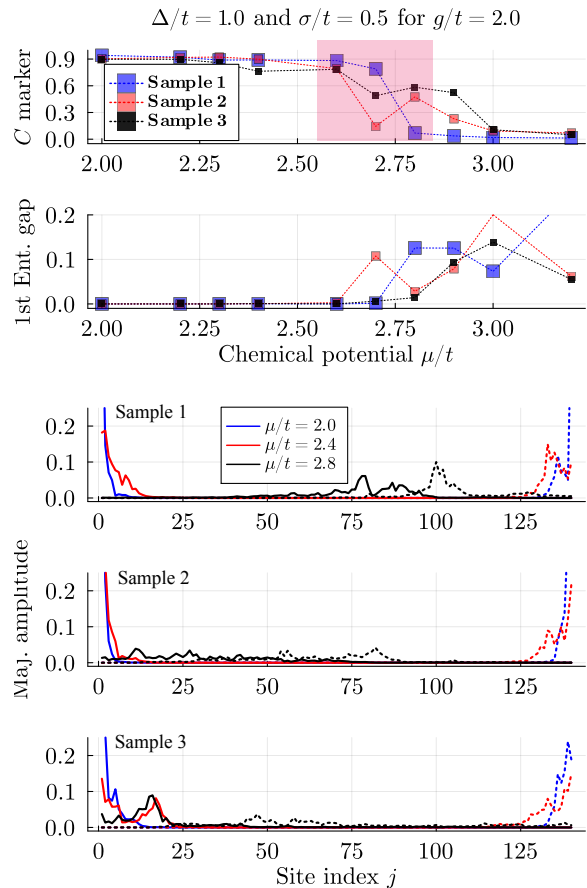 Δ/t = 1.0 and σ/t = 0.5 for g/t = 2.0
C marker
0.9
0.6
0.3
0.0
Sample 1
Sample 2
Sample 3
2.00 2.25 2.50 2.75 3.00
1st Ent. gap
0.2
0.1
0.0
2.00 2.25 2.50 2.75 3.00
Chemical potential μ/t
Maj. amplitude
Sample 1
0.2
0.1
0.0
μ/t = 2.0
μ/t = 2.4
μ/t = 2.8
0 25 50 75 100 125
Sample 2
0.2
0.1
0.0
0 25 50 75 100 125
Sample 3
0.2
0.1
0.0
0 25 50 75 100 125
Site index j